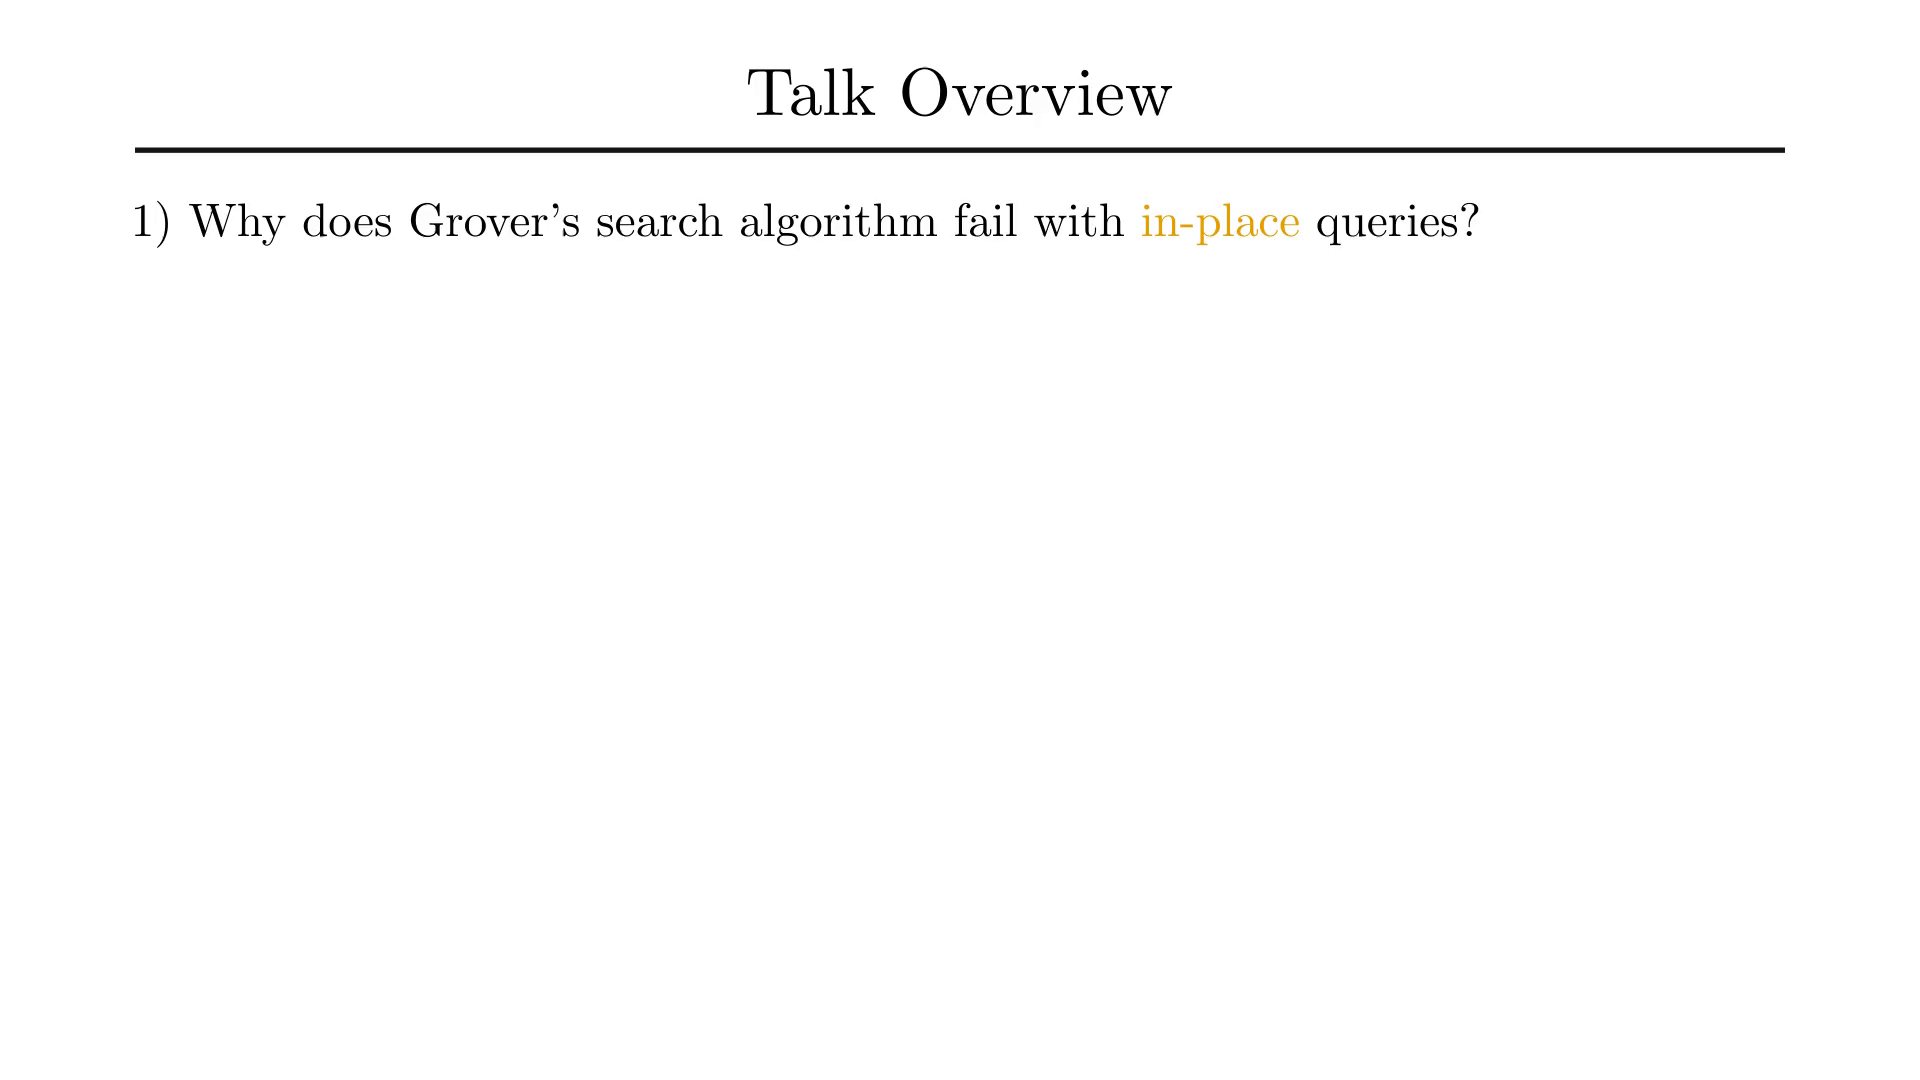 Talk Overview
1) Why does Grover’s search algorithm fail with in-place queries?